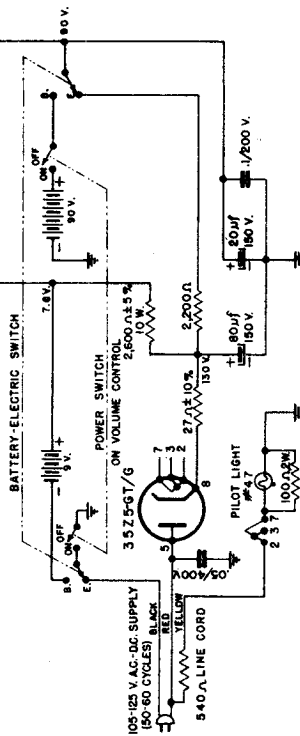 BATTERY-ELECTRIC SWITCH
90 V.
B.
E.
OFF
ON
+
-
90 V.
POWER SWITCH
ON VOLUME CONTROL
7.8 V.
2,600Ω±5%
10 W.
2,200Ω
.1/200 V.
+
20µf
150 V.
-
+
80µf
150 V.
-
130 V.
27Ω±10%
+
9 V.
-
OFF
ON
B.
E.
35Z5-GT/G
7
3
2
8
5
.05/400V.
PILOT LIGHT
#47
100Ω 2W.
2 3 7
105-125 V. A.C.-D.C. SUPPLY
(50-60 CYCLES)
BLACK
RED
YELLOW
540Ω LINE CORD